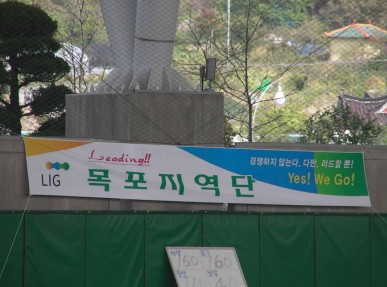 Leading!!
LIG
목포지역단
경쟁하지 않는다. 다만, 리드할 뿐!
Yes! We Go!